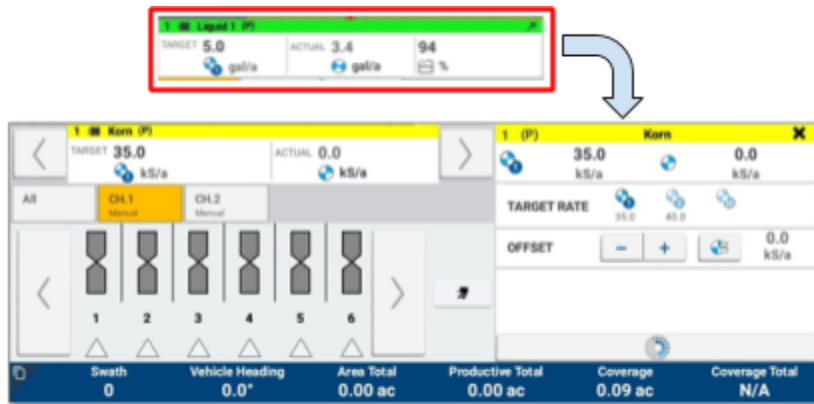 1 Liquid 1 (P)
TARGET 5.0 ACTUAL 3.4 94
gal/a gal/a %
1 Korn (P)
TARGET 35.0 ACTUAL 0.0
kS/a kS/a
All CH.1 CH.2
Manual Manual
1 2 3 4 5 6
1 (P) Korn
35.0 0.0
kS/a kS/a
TARGET RATE
35.0 40.0
OFFSET - + 0.0
kS/a
Swath Vehicle Heading Area Total Productive Total Coverage Coverage Total
0 0.0° 0.00 ac 0.00 ac 0.09 ac N/A